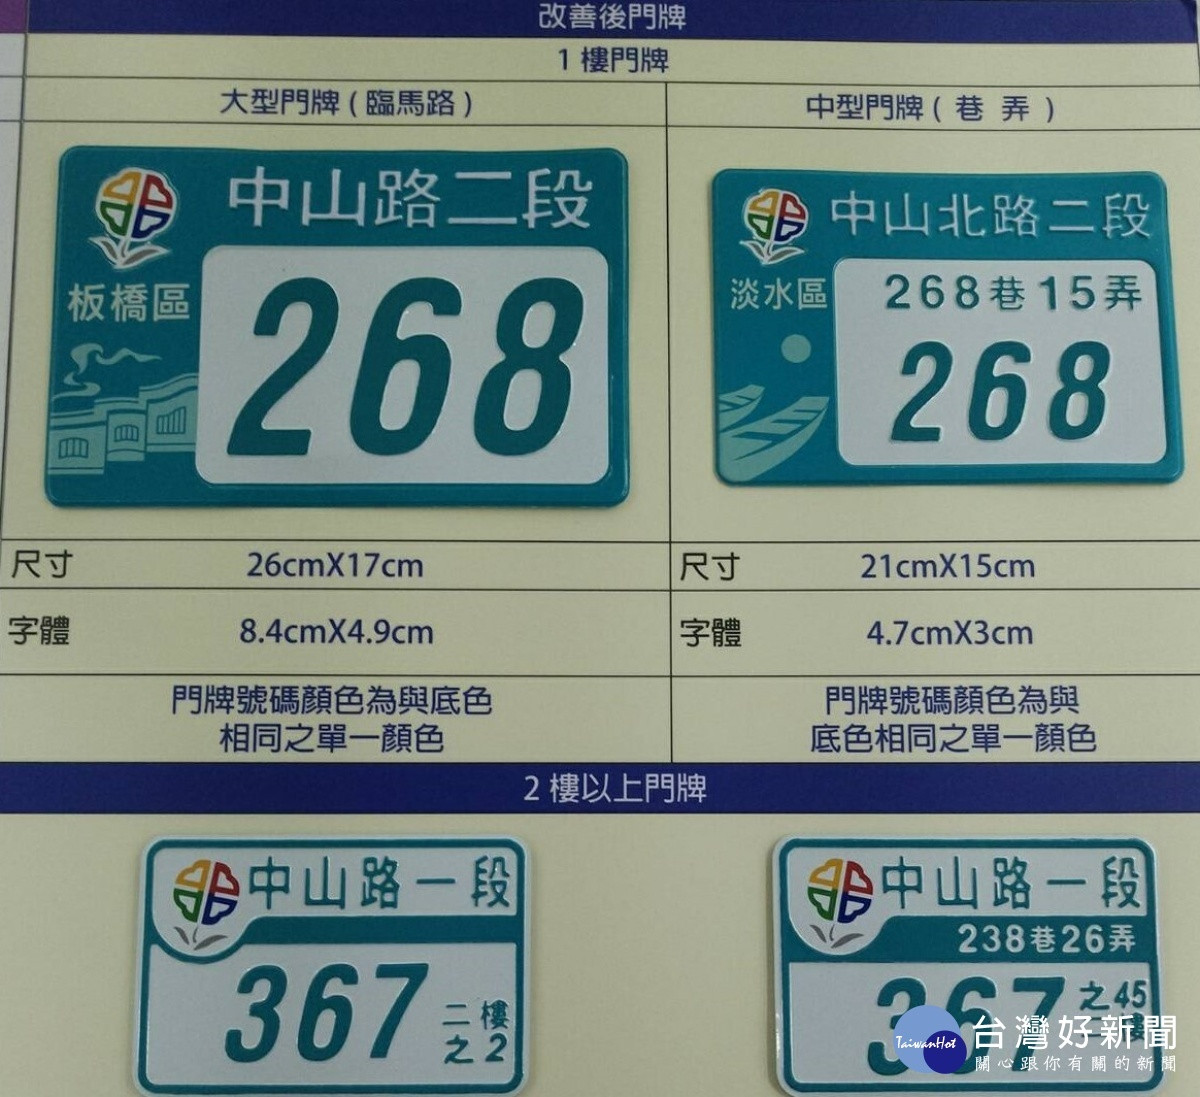 改善後門牌
1 樓門牌
大型門牌 ( 臨馬路 )
中型門牌 ( 巷 弄 )
中山路二段
板橋區
268
中山北路二段
淡水區
268巷15弄
268
尺寸
26cmX17cm
尺寸
21cmX15cm
字體
8.4cmX4.9cm
字體
4.7cmX3cm
門牌號碼顏色為與底色
相同之單一顏色
門牌號碼顏色為與
底色相同之單一顏色
2 樓以上門牌
中山路一段
367
二樓
之2
中山路一段
238巷26弄
367
之45
樓
TaiwanHot
台灣好新聞
關心跟你有關的新聞